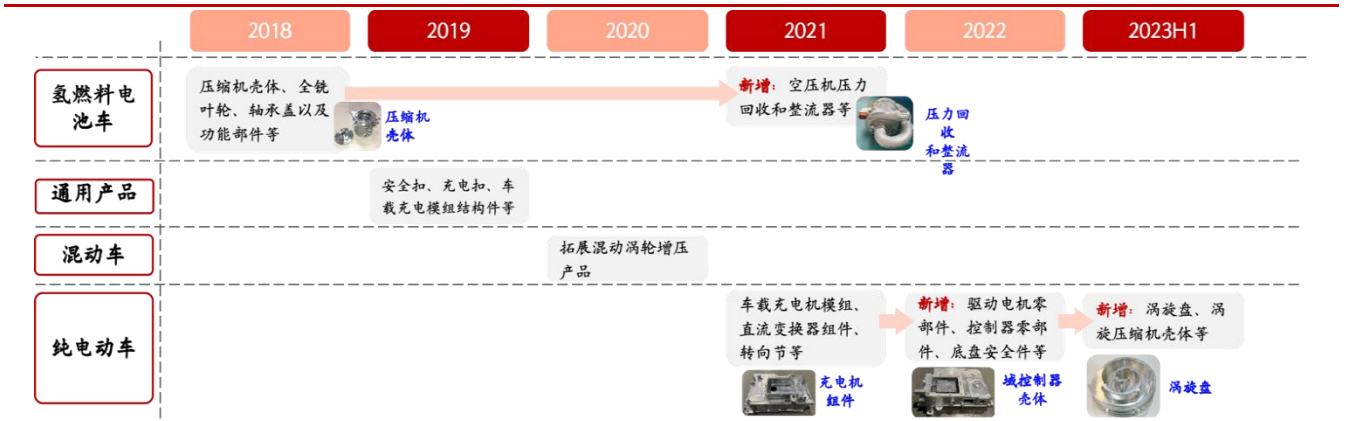 2018
2019
2020
2021
2022
2023H1
氢燃料电
池车
压缩机壳体、全铣
叶轮、轴承盖以及
功能部件等
压缩机
壳体
新增：空压机压力
回收和整流器等
压力回
收
和整流
器
通用产品
安全扣、充电扣、车
载充电模组结构件等
混动车
拓展混动涡轮增压
产品
纯电动车
车载充电机模组、
直流变换器组件、
转向节等
充电机
组件
新增：驱动电机零
部件、控制器零部
件、底盘安全件等
域控制器
壳体
新增：涡旋盘、涡
旋压缩机壳体等
涡旋盘